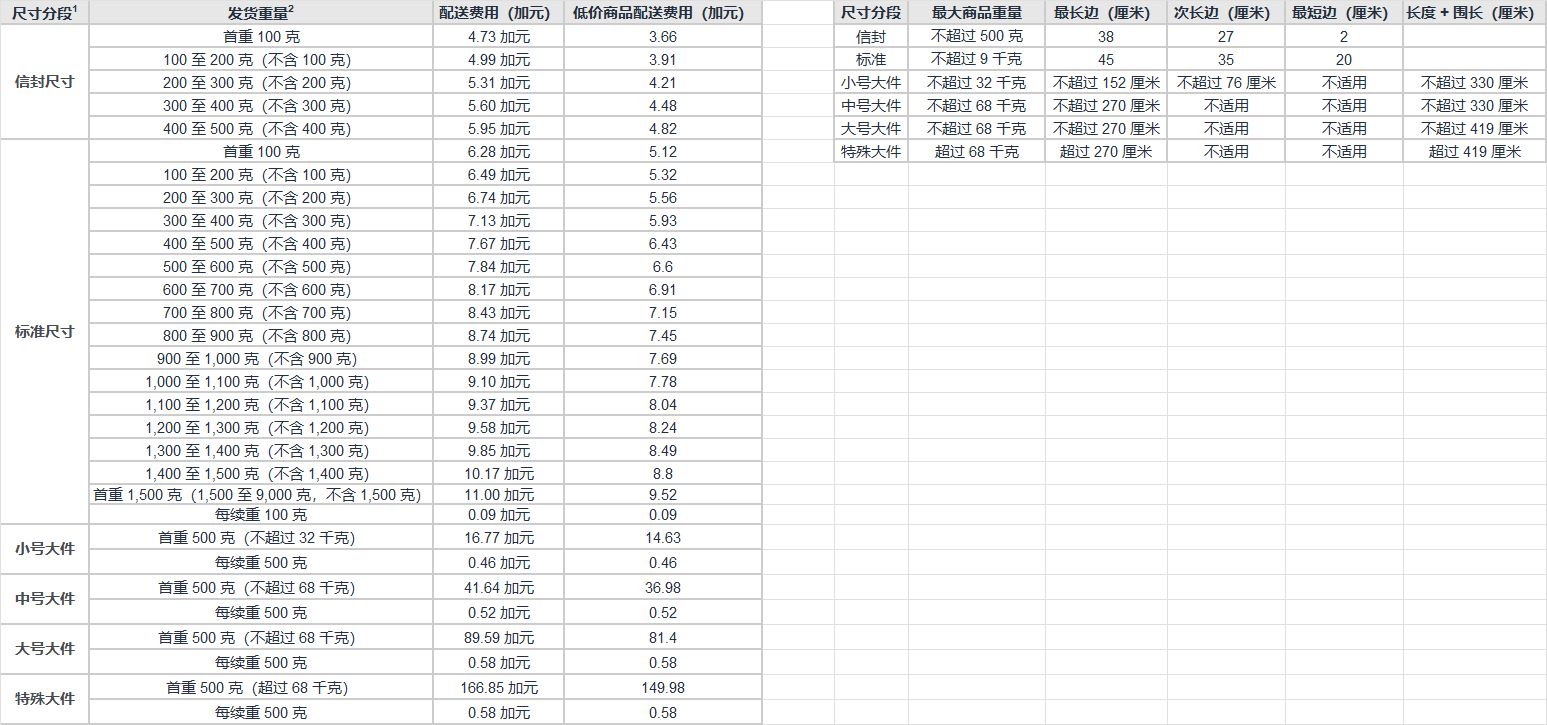 尺寸分段1 发货重量2 配送费用（加元） 低价商品配送费用（加元） 尺寸分段 最大商品重量 最长边（厘米） 次长边（厘米） 最短边（厘米） 长度 + 围长（厘米）
信封尺寸
首重 100 克 4.73 加元 3.66 信封 不超过 500 克 38 27 2
100 至 200 克（不含 100 克） 4.99 加元 3.91 标准 不超过 9 千克 45 35 20
200 至 300 克（不含 200 克） 5.31 加元 4.21 小号大件 不超过 32 千克 不超过 152 厘米 不超过 76 厘米 不适用 不超过 330 厘米
300 至 400 克（不含 300 克） 5.60 加元 4.48 中号大件 不超过 68 千克 不超过 270 厘米 不适用 不适用 不超过 330 厘米
400 至 500 克（不含 400 克） 5.95 加元 4.82 大号大件 不超过 68 千克 不超过 270 厘米 不适用 不适用 不超过 419 厘米
标准尺寸
首重 100 克 6.28 加元 5.12 特殊大件 超过 68 千克 超过 270 厘米 不适用 不适用 超过 419 厘米
100 至 200 克（不含 100 克） 6.49 加元 5.32
200 至 300 克（不含 200 克） 6.74 加元 5.56
300 至 400 克（不含 300 克） 7.13 加元 5.93
400 至 500 克（不含 400 克） 7.67 加元 6.43
500 至 600 克（不含 500 克） 7.84 加元 6.6
600 至 700 克（不含 600 克） 8.17 加元 6.91
700 至 800 克（不含 700 克） 8.43 加元 7.15
800 至 900 克（不含 800 克） 8.74 加元 7.45
900 至 1,000 克（不含 900 克） 8.99 加元 7.69
1,000 至 1,100 克（不含 1,000 克） 9.10 加元 7.78
1,100 至 1,200 克（不含 1,100 克） 9.37 加元 8.04
1,200 至 1,300 克（不含 1,200 克） 9.58 加元 8.24
1,300 至 1,400 克（不含 1,300 克） 9.85 加元 8.49
1,400 至 1,500 克（不含 1,400 克） 10.17 加元 8.8
首重 1,500 克（1,500 至 9,000 克，不含 1,500 克） 11.00 加元 9.52
每续重 100 克 0.09 加元 0.09
小号大件
首重 500 克（不超过 32 千克） 16.77 加元 14.63
每续重 500 克 0.46 加元 0.46
中号大件
首重 500 克（不超过 68 千克） 41.64 加元 36.98
每续重 500 克 0.52 加元 0.52
大号大件
首重 500 克（不超过 68 千克） 89.59 加元 81.4
每续重 500 克 0.58 加元 0.58
特殊大件
首重 500 克（超过 68 千克） 166.85 加元 149.98
每续重 500 克 0.58 加元 0.58